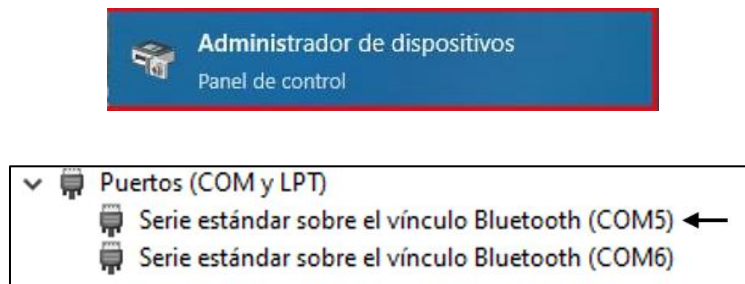 Administrador de dispositivos
Panel de control
Puertos (COM y LPT)
Serie estándar sobre el vínculo Bluetooth (COM5)
Serie estándar sobre el vínculo Bluetooth (COM6)